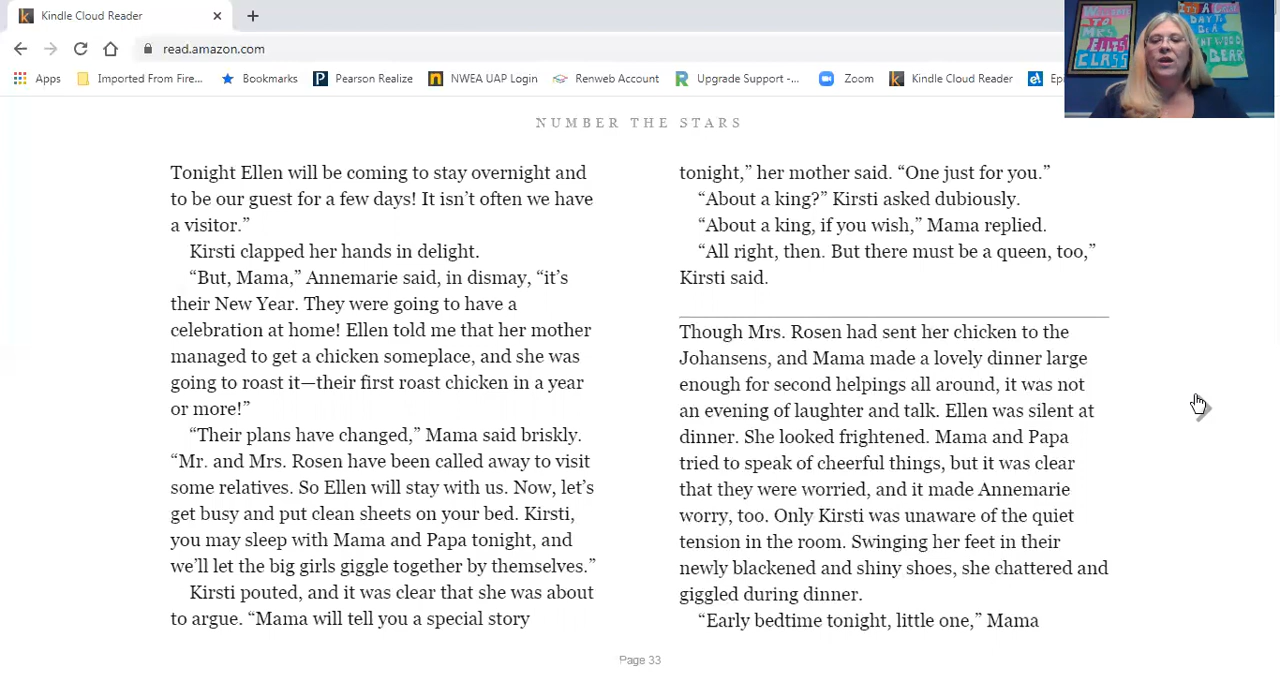 Kindle Cloud Reader
read.amazon.com
Apps
Imported From Fire...
Bookmarks
Pearson Realize
NWEA UAP Login
Renweb Account
Upgrade Support -...
Zoom
Kindle Cloud Reader
Ep
TO
MRS
CLASS
DAY TO
BE A
BEAR
NUMBER THE STARS
Tonight Ellen will be coming to stay overnight and
to be our guest for a few days! It isn’t often we have
a visitor.”
Kirsti clapped her hands in delight.
“But, Mama,” Annemarie said, in dismay, “it’s
their New Year. They were going to have a
celebration at home! Ellen told me that her mother
managed to get a chicken someplace, and she was
going to roast it—their first roast chicken in a year
or more!”
“Their plans have changed,” Mama said briskly.
“Mr. and Mrs. Rosen have been called away to visit
some relatives. So Ellen will stay with us. Now, let’s
get busy and put clean sheets on your bed. Kirsti,
you may sleep with Mama and Papa tonight, and
we’ll let the big girls giggle together by themselves.”
Kirsti pouted, and it was clear that she was about
to argue. “Mama will tell you a special story
tonight,” her mother said. “One just for you.”
“About a king?” Kirsti asked dubiously.
“About a king, if you wish,” Mama replied.
“All right, then. But there must be a queen, too,”
Kirsti said.
Though Mrs. Rosen had sent her chicken to the
Johansens, and Mama made a lovely dinner large
enough for second helpings all around, it was not
an evening of laughter and talk. Ellen was silent at
dinner. She looked frightened. Mama and Papa
tried to speak of cheerful things, but it was clear
that they were worried, and it made Annemarie
worry, too. Only Kirsti was unaware of the quiet
tension in the room. Swinging her feet in their
newly blackened and shiny shoes, she chattered and
giggled during dinner.
“Early bedtime tonight, little one,” Mama
Page 33